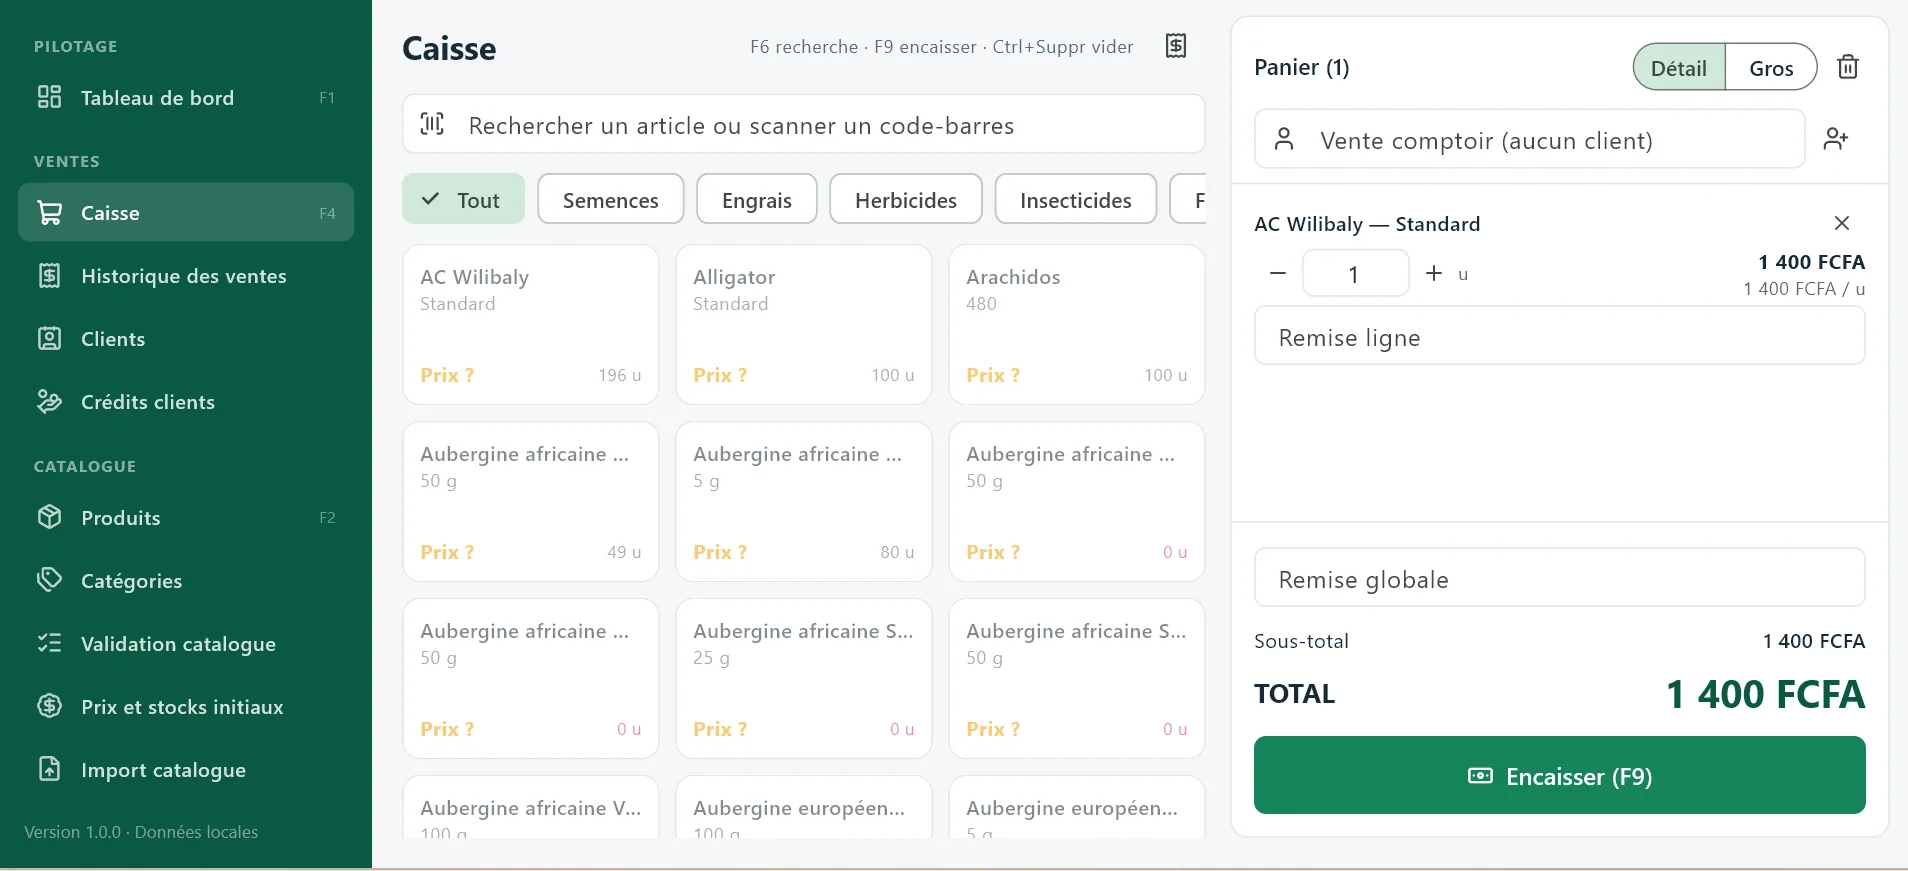 PILOTAGE
Tableau de bord F1
VENTES
Caisse F4
Historique des ventes
Clients
Crédits clients
CATALOGUE
Produits F2
Catégories
Validation catalogue
Prix et stocks initiaux
Import catalogue
Version 1.0.0 · Données locales
Caisse
F6 recherche · F9 encaisser · Ctrl+Suppr vider
Rechercher un article ou scanner un code-barres
Tout Semences Engrais Herbicides Insecticides F
AC Wilibaly
Standard
Prix ? 196 u
Alligator
Standard
Prix ? 100 u
Arachidos
480
Prix ? 100 u
Aubergine africaine ...
50 g
Prix ? 49 u
Aubergine africaine ...
5 g
Prix ? 80 u
Aubergine africaine ...
50 g
Prix ? 0 u
Aubergine africaine ...
50 g
Prix ? 0 u
Aubergine africaine S...
25 g
Prix ? 0 u
Aubergine africaine S...
50 g
Prix ? 0 u
Aubergine africaine V...
100 g
Aubergine européen...
100 g
Aubergine européen...
5 g
Panier (1)
Détail Gros
Vente comptoir (aucun client)
AC Wilibaly — Standard
1 u
1 400 FCFA
1 400 FCFA / u
Remise ligne
Remise globale
Sous-total 1 400 FCFA
TOTAL 1 400 FCFA
Encaisser (F9)